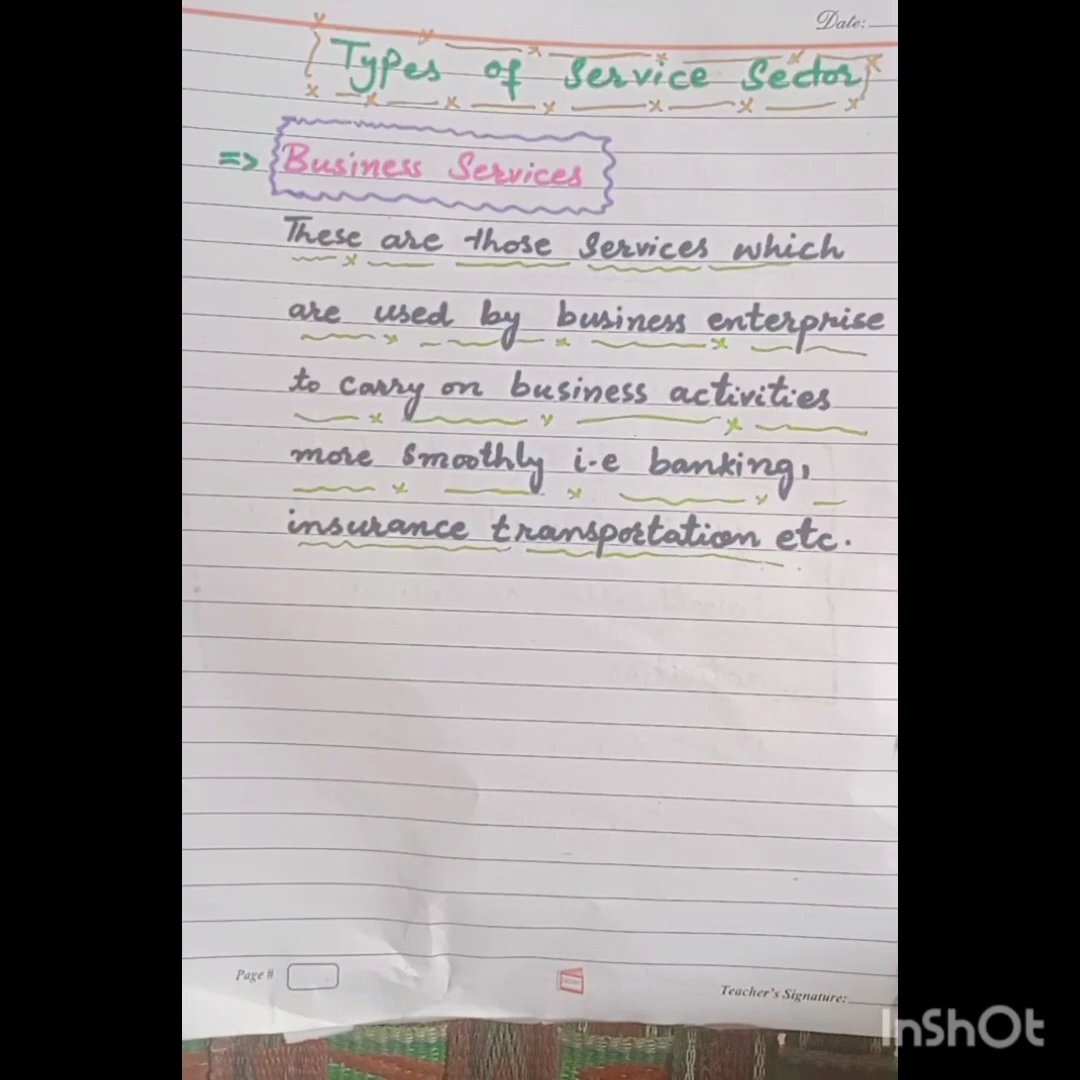 Date:
Types of Service Sector
=> Business Services
These are those services which
are used by business enterprise
to carry on business activities
more smoothly i-e banking,
insurance transportation etc.
Page #
Teacher's Signature:
InShOt